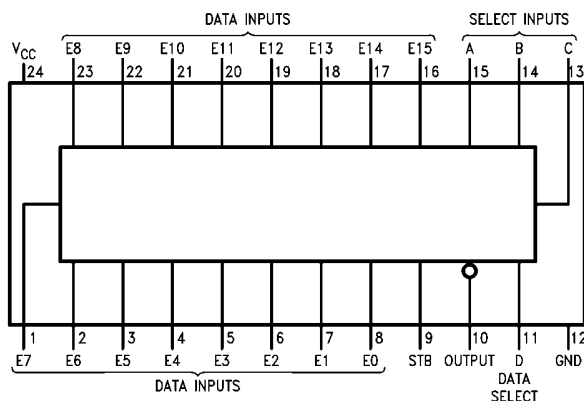 DATA INPUTS SELECT INPUTS
VCC E8 E9 E10 E11 E12 E13 E14 E15 A B C
24 23 22 21 20 19 18 17 16 15 14 13
1 2 3 4 5 6 7 8 9 10 11 12
E7 E6 E5 E4 E3 E2 E1 E0 STB OUTPUT D GND
DATA INPUTS DATA
SELECT